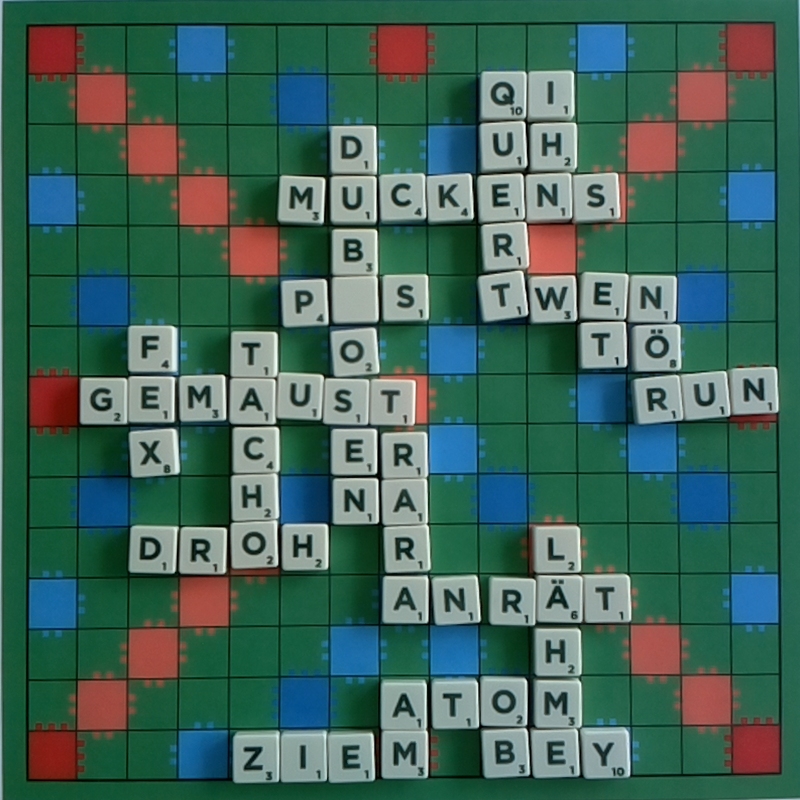 QI
D UH
MUCKENS
B R
P S TWEN
F T O TÖ
GEMAUST RUN
X C E R
H N A
DROH R L
ANRÄT
H
ATOM
ZIEM BEY